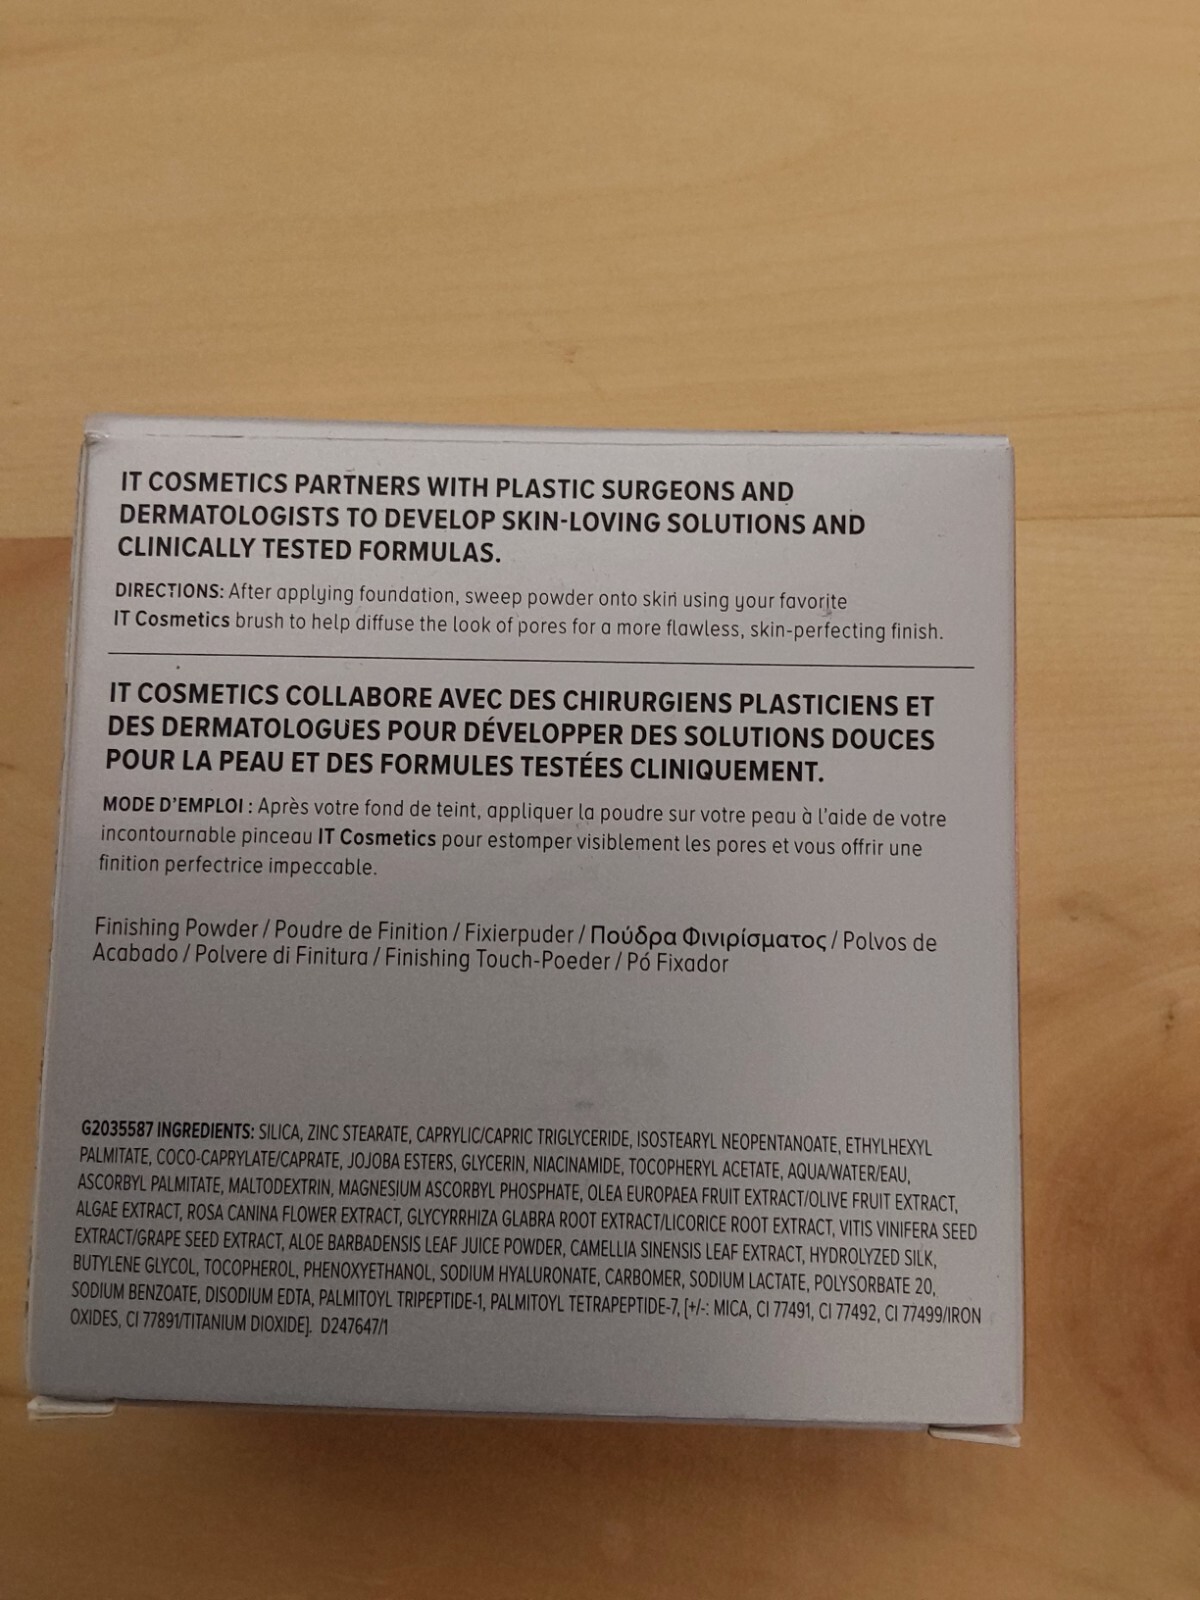 IT COSMETICS PARTNERS WITH PLASTIC SURGEONS AND
DERMATOLOGISTS TO DEVELOP SKIN-LOVING SOLUTIONS AND
CLINICALLY TESTED FORMULAS.
DIRECTIONS: After applying foundation, sweep powder onto skin using your favorite
IT Cosmetics brush to help diffuse the look of pores for a more flawless, skin-perfecting finish.
IT COSMETICS COLLABORE AVEC DES CHIRURGIENS PLASTICIENS ET
DES DERMATOLOGUES POUR DÉVELOPPER DES SOLUTIONS DOUCES
POUR LA PEAU ET DES FORMULES TESTÉES CLINIQUEMENT.
MODE D'EMPLOI : Après votre fond de teint, appliquer la poudre sur votre peau à l'aide de votre
incontournable pinceau IT Cosmetics pour estomper visiblement les pores et vous offrir une
finition perfectrice impeccable.
Finishing Powder / Poudre de Finition / Fixierpuder / Πούδρα Φινιρίσματος / Polvos de
Acabado / Polvere di Finitura / Finishing Touch-Poeder / Pó Fixador
G2035587 INGREDIENTS: SILICA, ZINC STEARATE, CAPRYLIC/CAPRIC TRIGLYCERIDE, ISOSTEARYL NEOPENTANOATE, ETHYLHEXYL
PALMITATE, COCO-CAPRYLATE/CAPRATE, JOJOBA ESTERS, GLYCERIN, NIACINAMIDE, TOCOPHERYL ACETATE, AQUA/WATER/EAU,
ASCORBYL PALMITATE, MALTODEXTRIN, MAGNESIUM ASCORBYL PHOSPHATE, OLEA EUROPAEA FRUIT EXTRACT/OLIVE FRUIT EXTRACT,
ALGAE EXTRACT, ROSA CANINA FLOWER EXTRACT, GLYCYRRHIZA GLABRA ROOT EXTRACT/LICORICE ROOT EXTRACT, VITIS VINIFERA SEED
EXTRACT/GRAPE SEED EXTRACT, ALOE BARBADENSIS LEAF JUICE POWDER, CAMELLIA SINENSIS LEAF EXTRACT, HYDROLYZED SILK,
BUTYLENE GLYCOL, TOCOPHEROL, PHENOXYETHANOL, SODIUM HYALURONATE, CARBOMER, SODIUM LACTATE, POLYSORBATE 20,
SODIUM BENZOATE, DISODIUM EDTA, PALMITOYL TRIPEPTIDE-1, PALMITOYL TETRAPEPTIDE-7, [+/-: MICA, CI 77491, CI 77492, CI 77499/IRON
OXIDES, CI 77891/TITANIUM DIOXIDE]. D247647/1